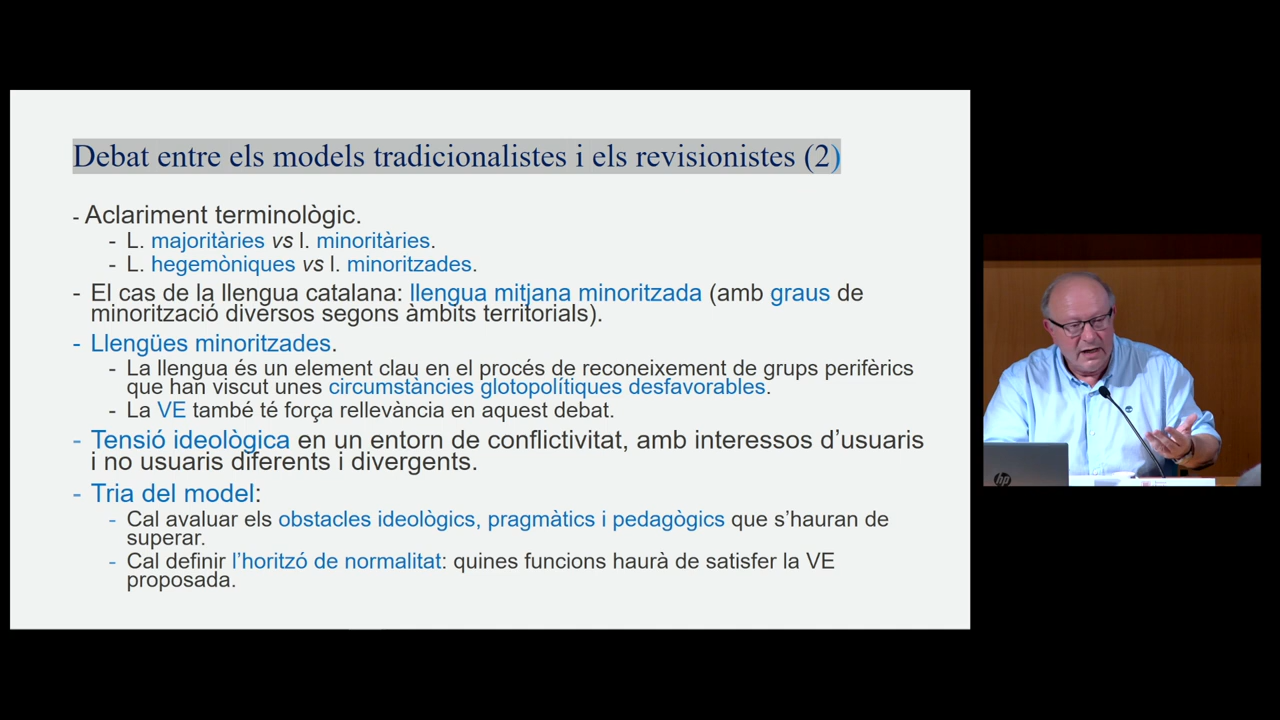 Debat entre els models tradicionalistes i els revisionistes (2)
- Aclariment terminològic.
- L. majoritàries vs l. minoritàries.
- L. hegemòniques vs l. minoritzades.
- El cas de la llengua catalana: llengua mitjana minoritzada (amb graus de
minorització diversos segons àmbits territorials).
- Llengües minoritzades.
- La llengua és un element clau en el procés de reconeixement de grups perifèrics
que han viscut unes circumstàncies glotopolítiques desfavorables.
- La VE també té força rellevància en aquest debat.
- Tensió ideològica en un entorn de conflictivitat, amb interessos d’usuaris
i no usuaris diferents i divergents.
- Tria del model:
- Cal avaluar els obstacles ideològics, pragmàtics i pedagògics que s’hauran de
superar.
- Cal definir l’horitzó de normalitat: quines funcions haurà de satisfer la VE
proposada.
hp